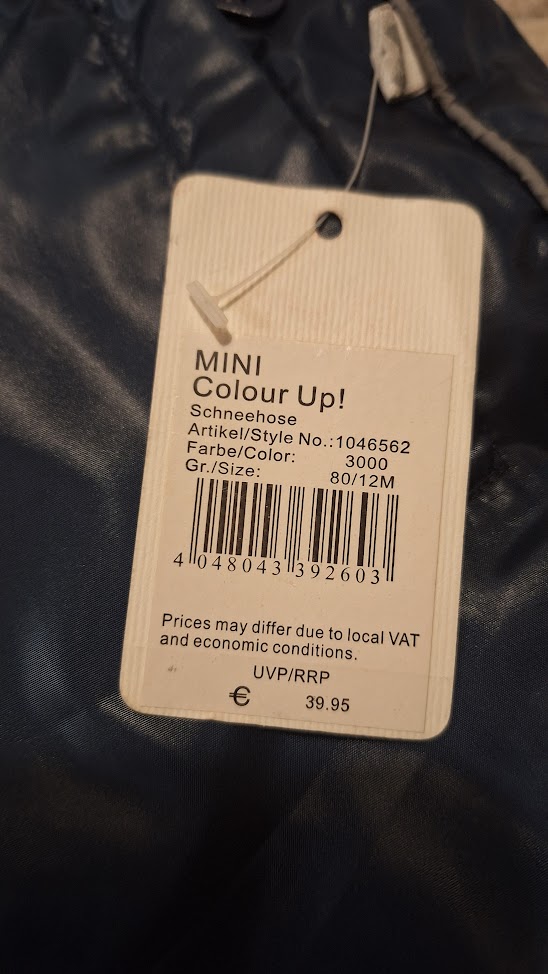 MINI
Colour Up!
Schneehose
Artikel/Style No.:1046562
Farbe/Color: 3000
Gr./Size: 80/12M
4 048043 392603
Prices may differ due to local VAT
and economic conditions.
UVP/RRP
€ 39.95